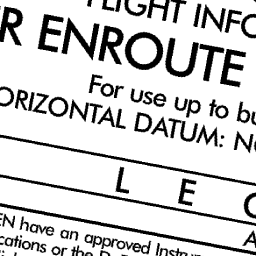 FLIGHT INFO
R ENROUTE
For use up to bu
ORIZONTAL DATUM: N
L E
EN have an approved Instru
cations or the